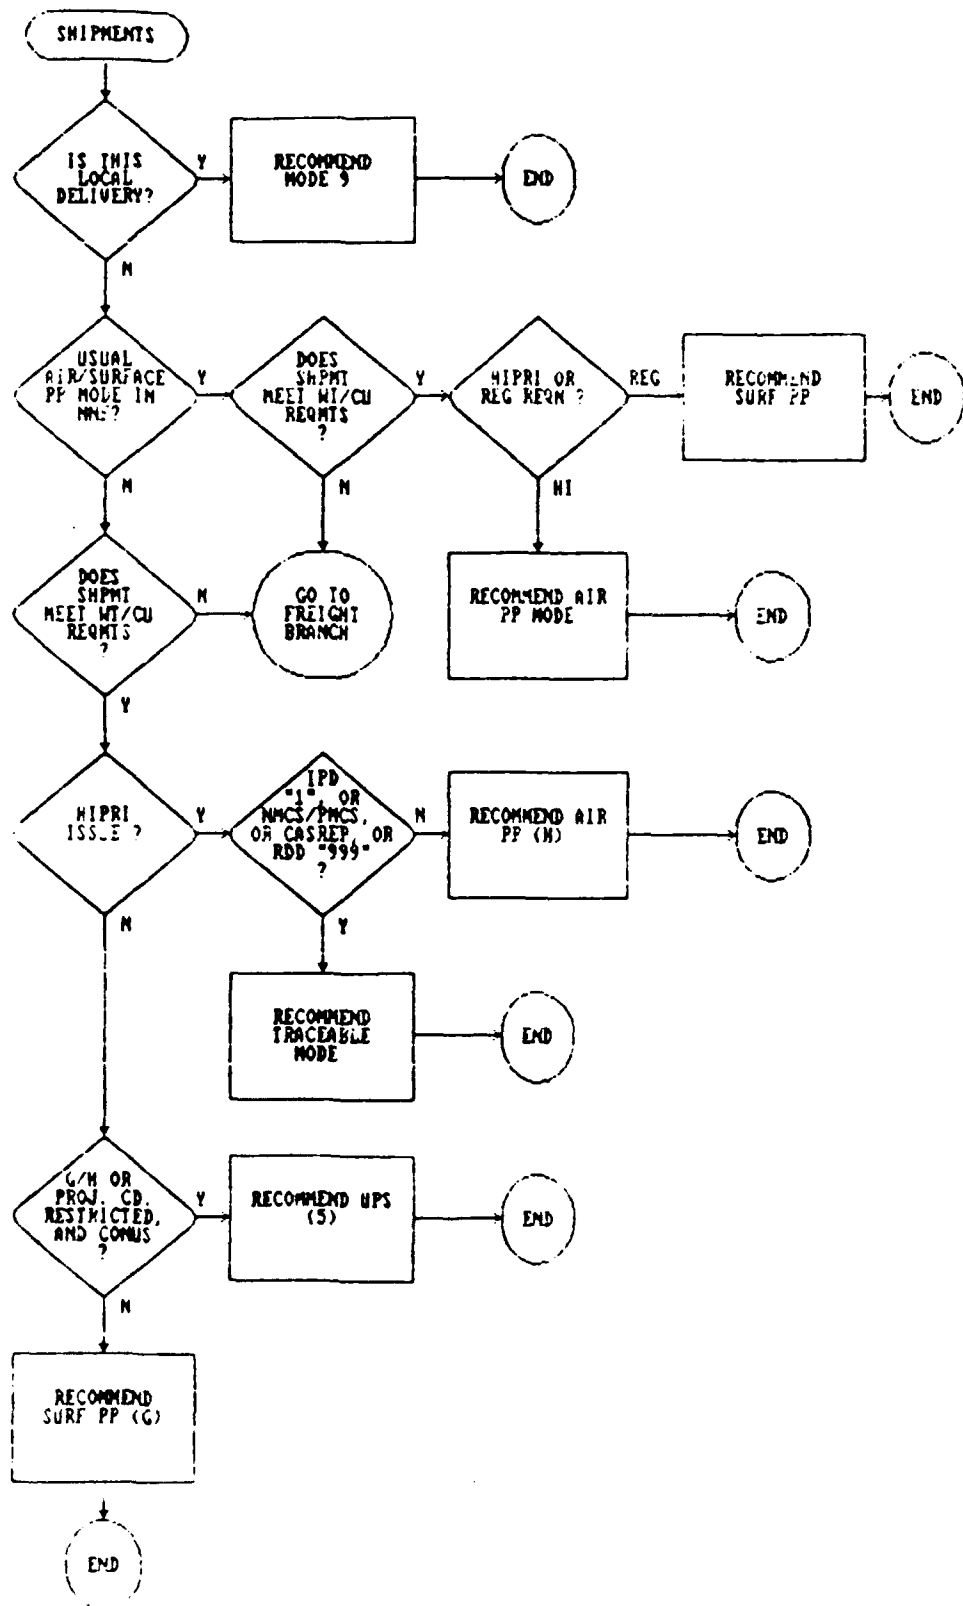 SHIPMENTS
IS THIS
LOCAL
DELIVERY?
Y
RECOMMEND
MODE 9
END
N
USUAL
AIR/SURFACE
PP MODE IN
Y
DOES
SHPMT
MEET WT/CU
REQMTS
?
Y
HIPRI OR
REG REQN ?
REG
RECOMMEND
SURF PP
END
N
N
HI
DOES
SHPMT
MEET WT/CU
REQMTS
?
N
GO TO
FREIGHT
BRANCH
RECOMMEND AIR
PP MODE
END
Y
HIPRI
ISSUE ?
Y
IPD
"1", OR
NMCS/PMCS,
OR CASREP, OR
RDD "999"
?
N
RECOMMEND AIR
PP (H)
END
N
Y
RECOMMEND
TRACEABLE
MODE
END
G/H OR
PROJ. CD.
RESTRICTED,
AND CONUS
?
Y
RECOMMEND UPS
(5)
END
N
RECOMMEND
SURF PP (G)
END